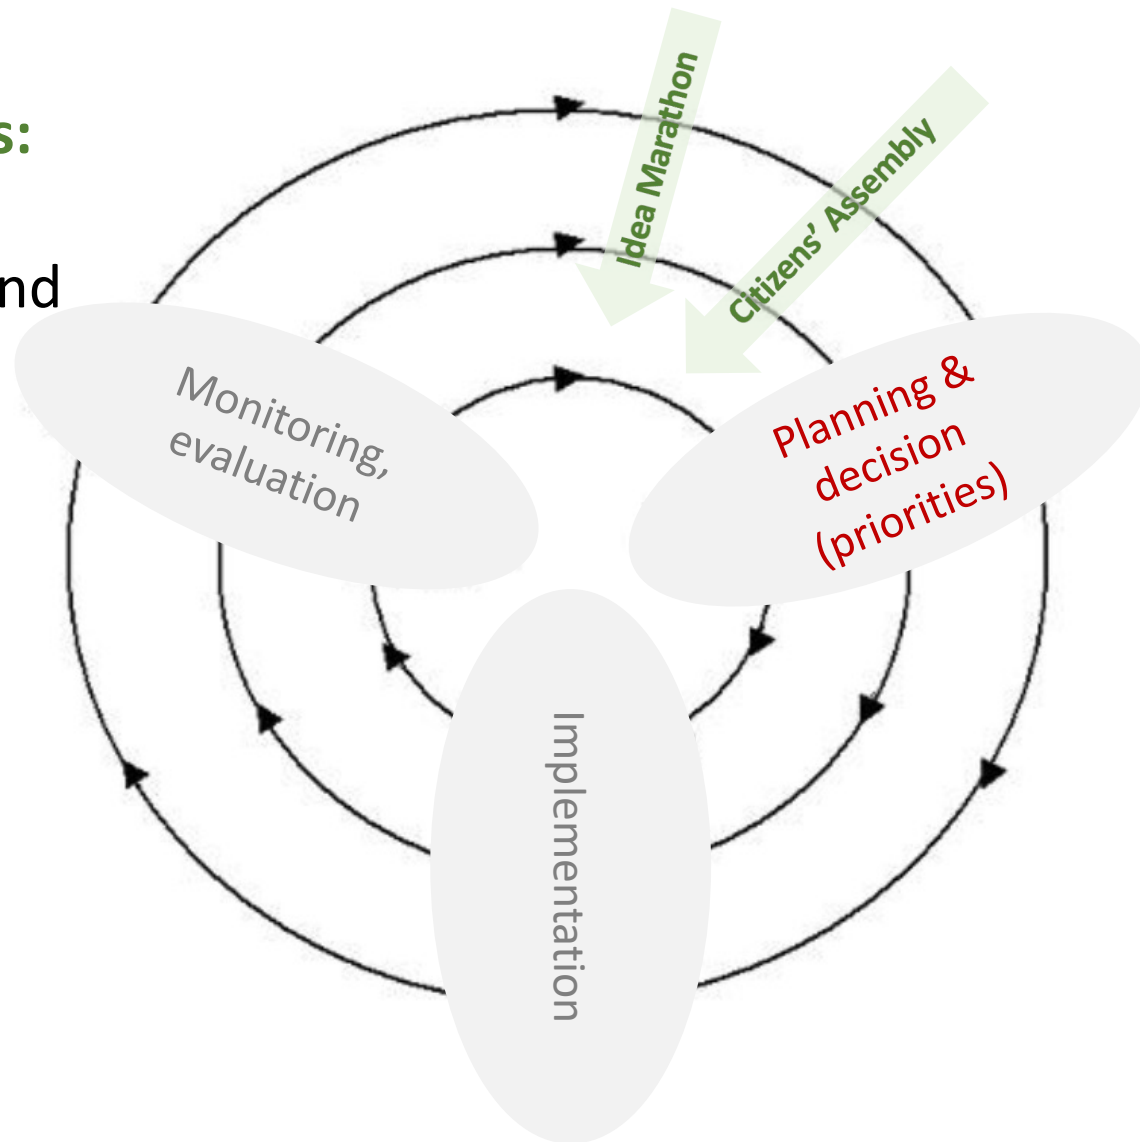 s:
nd
Idea Marathon
Citizens’ Assembly
Monitoring,
evaluation
Planning &
decision
(priorities)
Implementation